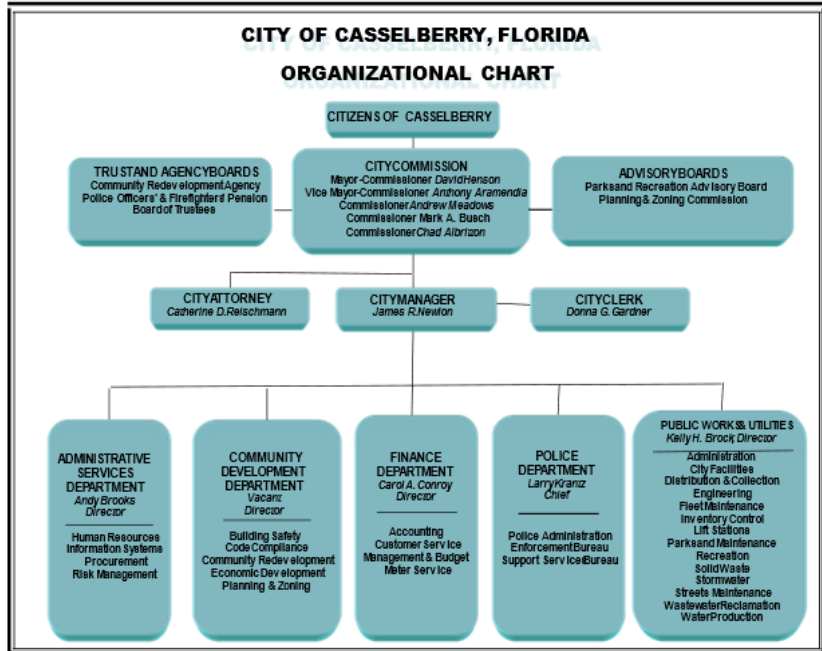 CITY OF CASSELBERRY, FLORIDA
ORGANIZATIONAL CHART
CITIZENS OF CASSELBERRY
TRUST AND AGENCY BOARDS
Community Redevelopment Agency
Police Officers' & Firefighters' Pension
Board of Trustees
CITY COMMISSION
Mayor-Commissioner David Henson
Vice Mayor-Commissioner Anthony Aramendia
Commissioner Andrew Meadows
Commissioner Mark A. Busch
Commissioner Chad Albrizon
ADVISORY BOARDS
Parks and Recreation Advisory Board
Planning & Zoning Commission
CITY ATTORNEY
Catherine D. Reischmann
CITY MANAGER
James R. Newlon
CITY CLERK
Donna G. Gardner
ADMINISTRATIVE
SERVICES
DEPARTMENT
Andy Brooks
Director
Human Resources
Information Systems
Procurement
Risk Management
COMMUNITY
DEVELOPMENT
DEPARTMENT
Vacant
Director
Building Safety
Code Compliance
Community Redevelopment
Economic Development
Planning & Zoning
FINANCE
DEPARTMENT
Carol A. Conroy
Director
Accounting
Customer Service
Management & Budget
Meter Service
POLICE
DEPARTMENT
Larry Krantz
Chief
Police Administration
Enforcement Bureau
Support Services Bureau
PUBLIC WORKS & UTILITIES
Kelly H. Brock, Director
Administration
City Facilities
Distribution & Collection
Engineering
Fleet Maintenance
Inventory Control
Lift Stations
Parks and Maintenance
Recreation
Solid Waste
Stormwater
Streets Maintenance
Wastewater Reclamation
Water Production